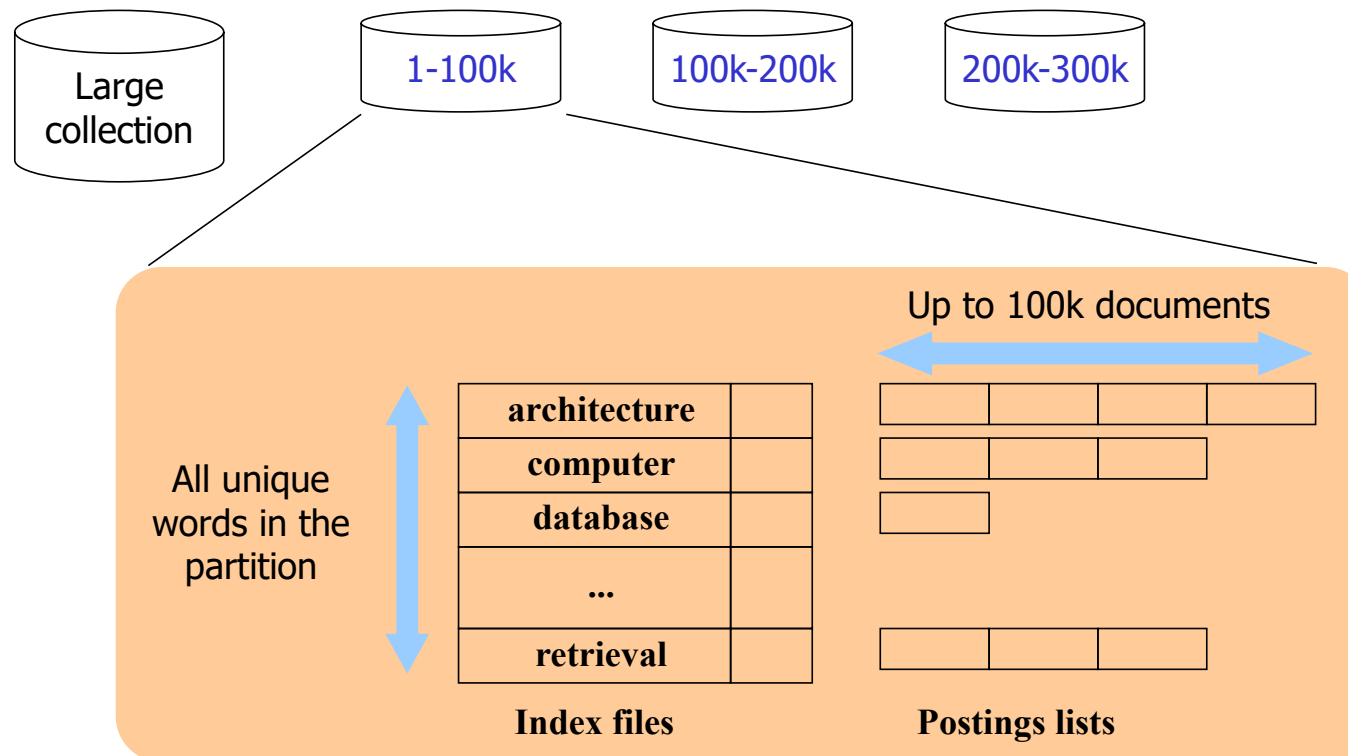 Large
collection
1-100k
100k-200k
200k-300k
Up to 100k documents
All unique
words in the
partition
architecture
computer
database
...
retrieval
Index files
Postings lists